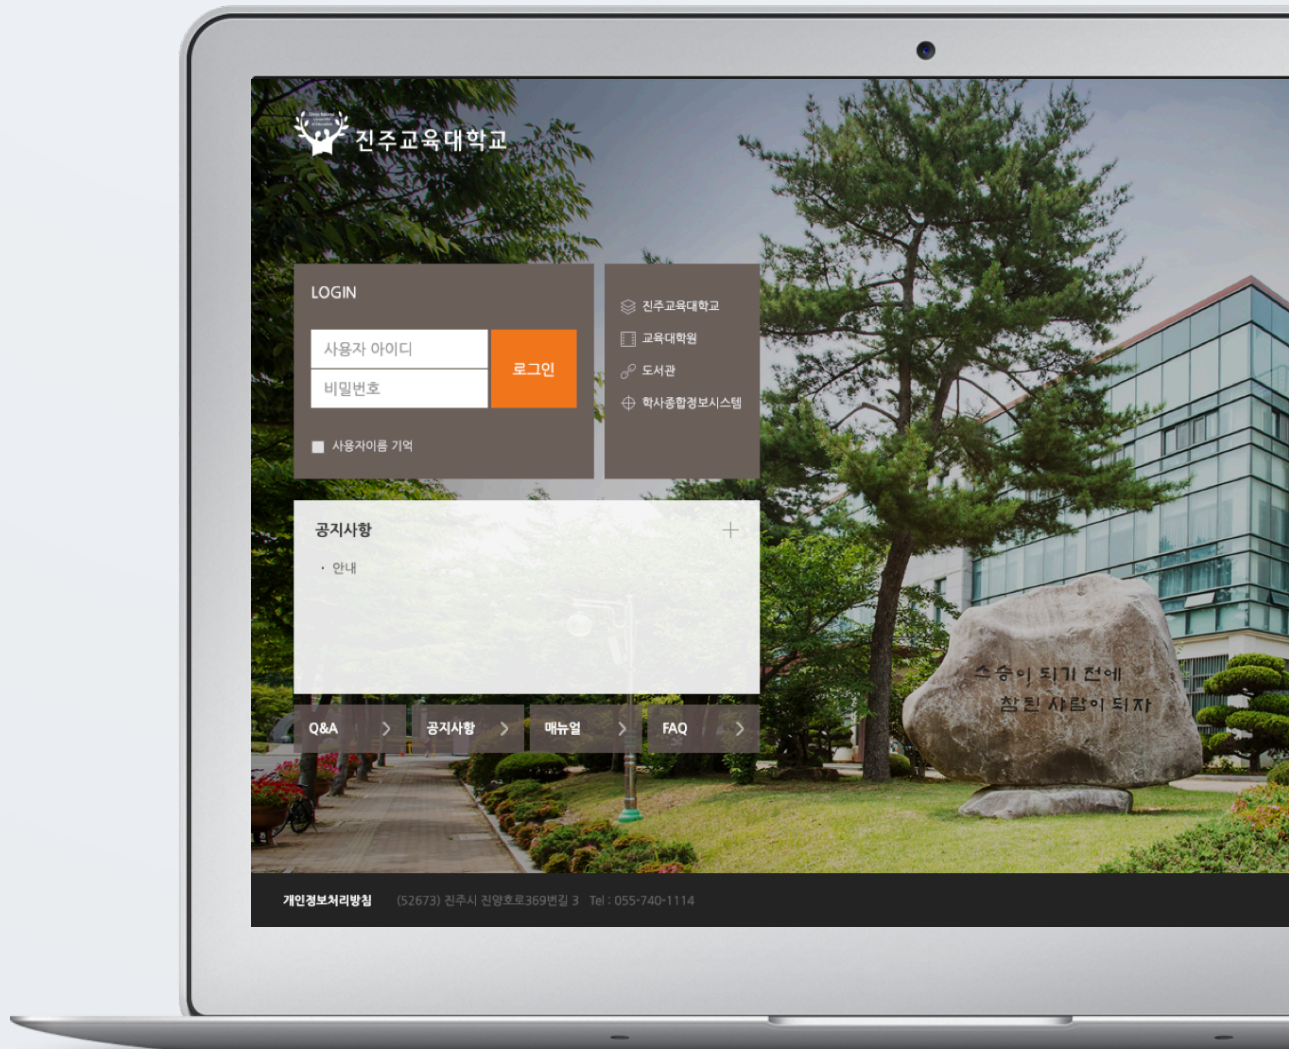 진주교육대학교
LOGIN
사용자 아이디
비밀번호
로그인
사용자이름 기억
진주교육대학교
교육대학원
도서관
학사종합정보시스템
공지사항
· 안내
Q&A
공지사항
매뉴얼
FAQ
스승이 되기 전에
참된 사람이 되자
개인정보처리방침 (52673) 진주시 진양호로369번길 3 Tel : 055-740-1114